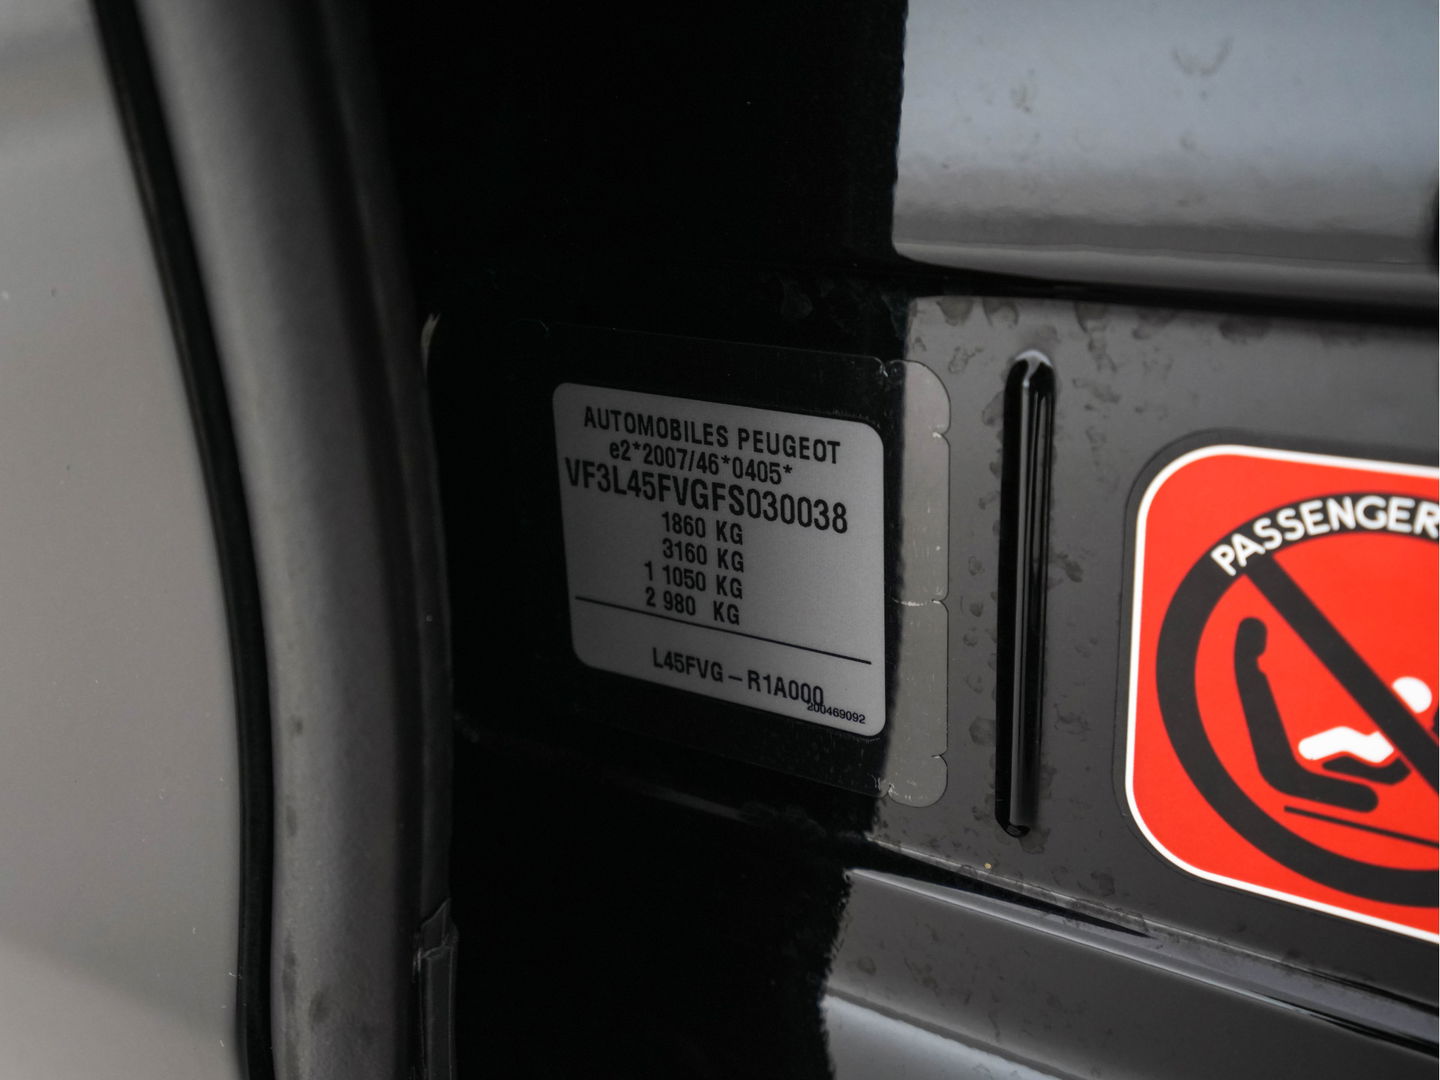 AUTOMOBILES PEUGEOT
e2*2007/46*0405*
VF3L45FVGFS030038
1860 KG
3160 KG
1 1050 KG
2 980 KG
L45FVG – R1A000
200469092
PASSENGER